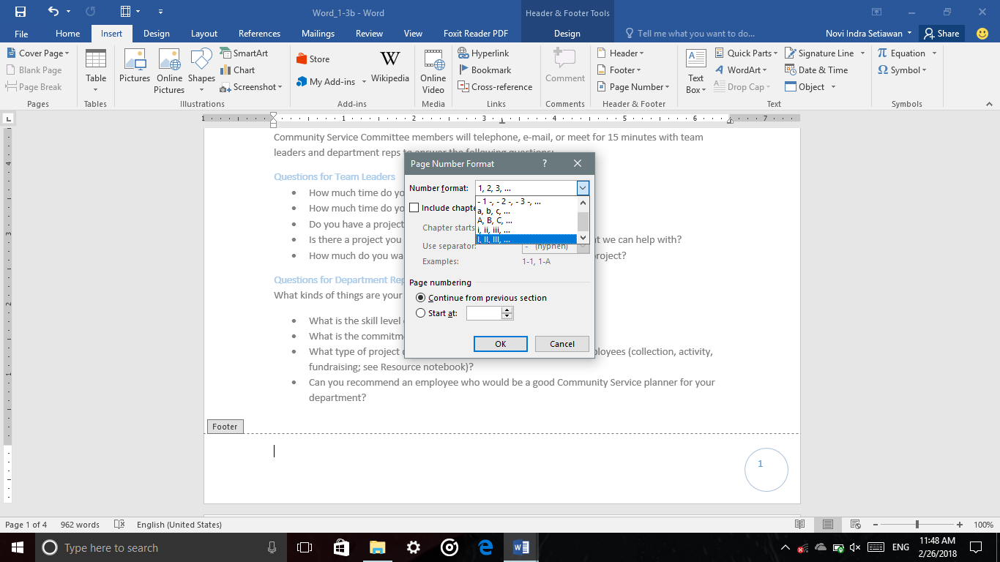 Word_1-3b - Word
Header & Footer Tools
File
Home
Insert
Design
Layout
References
Mailings
Review
View
Foxit Reader PDF
Design
Tell me what you want to do...
Novi Indra Setiawan
Share
Cover Page
Blank Page
Page Break
Pages
Table
Tables
Pictures
Online Pictures
Shapes
SmartArt
Chart
Screenshot
Illustrations
Store
My Add-ins
W
Wikipedia
Add-ins
Online Video
Media
Hyperlink
Bookmark
Cross-reference
Links
Comment
Comments
Header
Footer
Page Number
Header & Footer
Text Box
Quick Parts
WordArt
Drop Cap
Signature Line
Date & Time
Object
Text
Equation
Symbol
Symbols
1 1 2 3 4 5 6 7
Community Service Committee members will telephone, e-mail, or meet for 15 minutes with team
leaders and department reps to answer the following questions:
Questions for Team Leaders
• How much time do yo
• How much time do yo
• Do you have a project
• Is there a project you t we can help with?
• How much do you wa project?
Questions for Department Rep
What kinds of things are your
• What is the skill level
• What is the commitm
• What type of project ployees (collection, activity,
fundraising; see Resource notebook)?
• Can you recommend an employee who would be a good Community Service planner for your
department?
Footer
1
Page Number Format
?
Number format: 1, 2, 3, ...
- 1 -, - 2 -, - 3 -, ...
a, b, c, ...
A, B, C, ...
i, ii, iii, ...
I, II, III, ...
Include chapte
Chapter starts
Use separator: - (hyphen)
Examples: 1-1, 1-A
Page numbering
Continue from previous section
Start at:
OK
Cancel
4
3
2
1
Page 1 of 4
962 words
English (United States)
100%
Type here to search
ENG
11:48 AM
2/26/2018